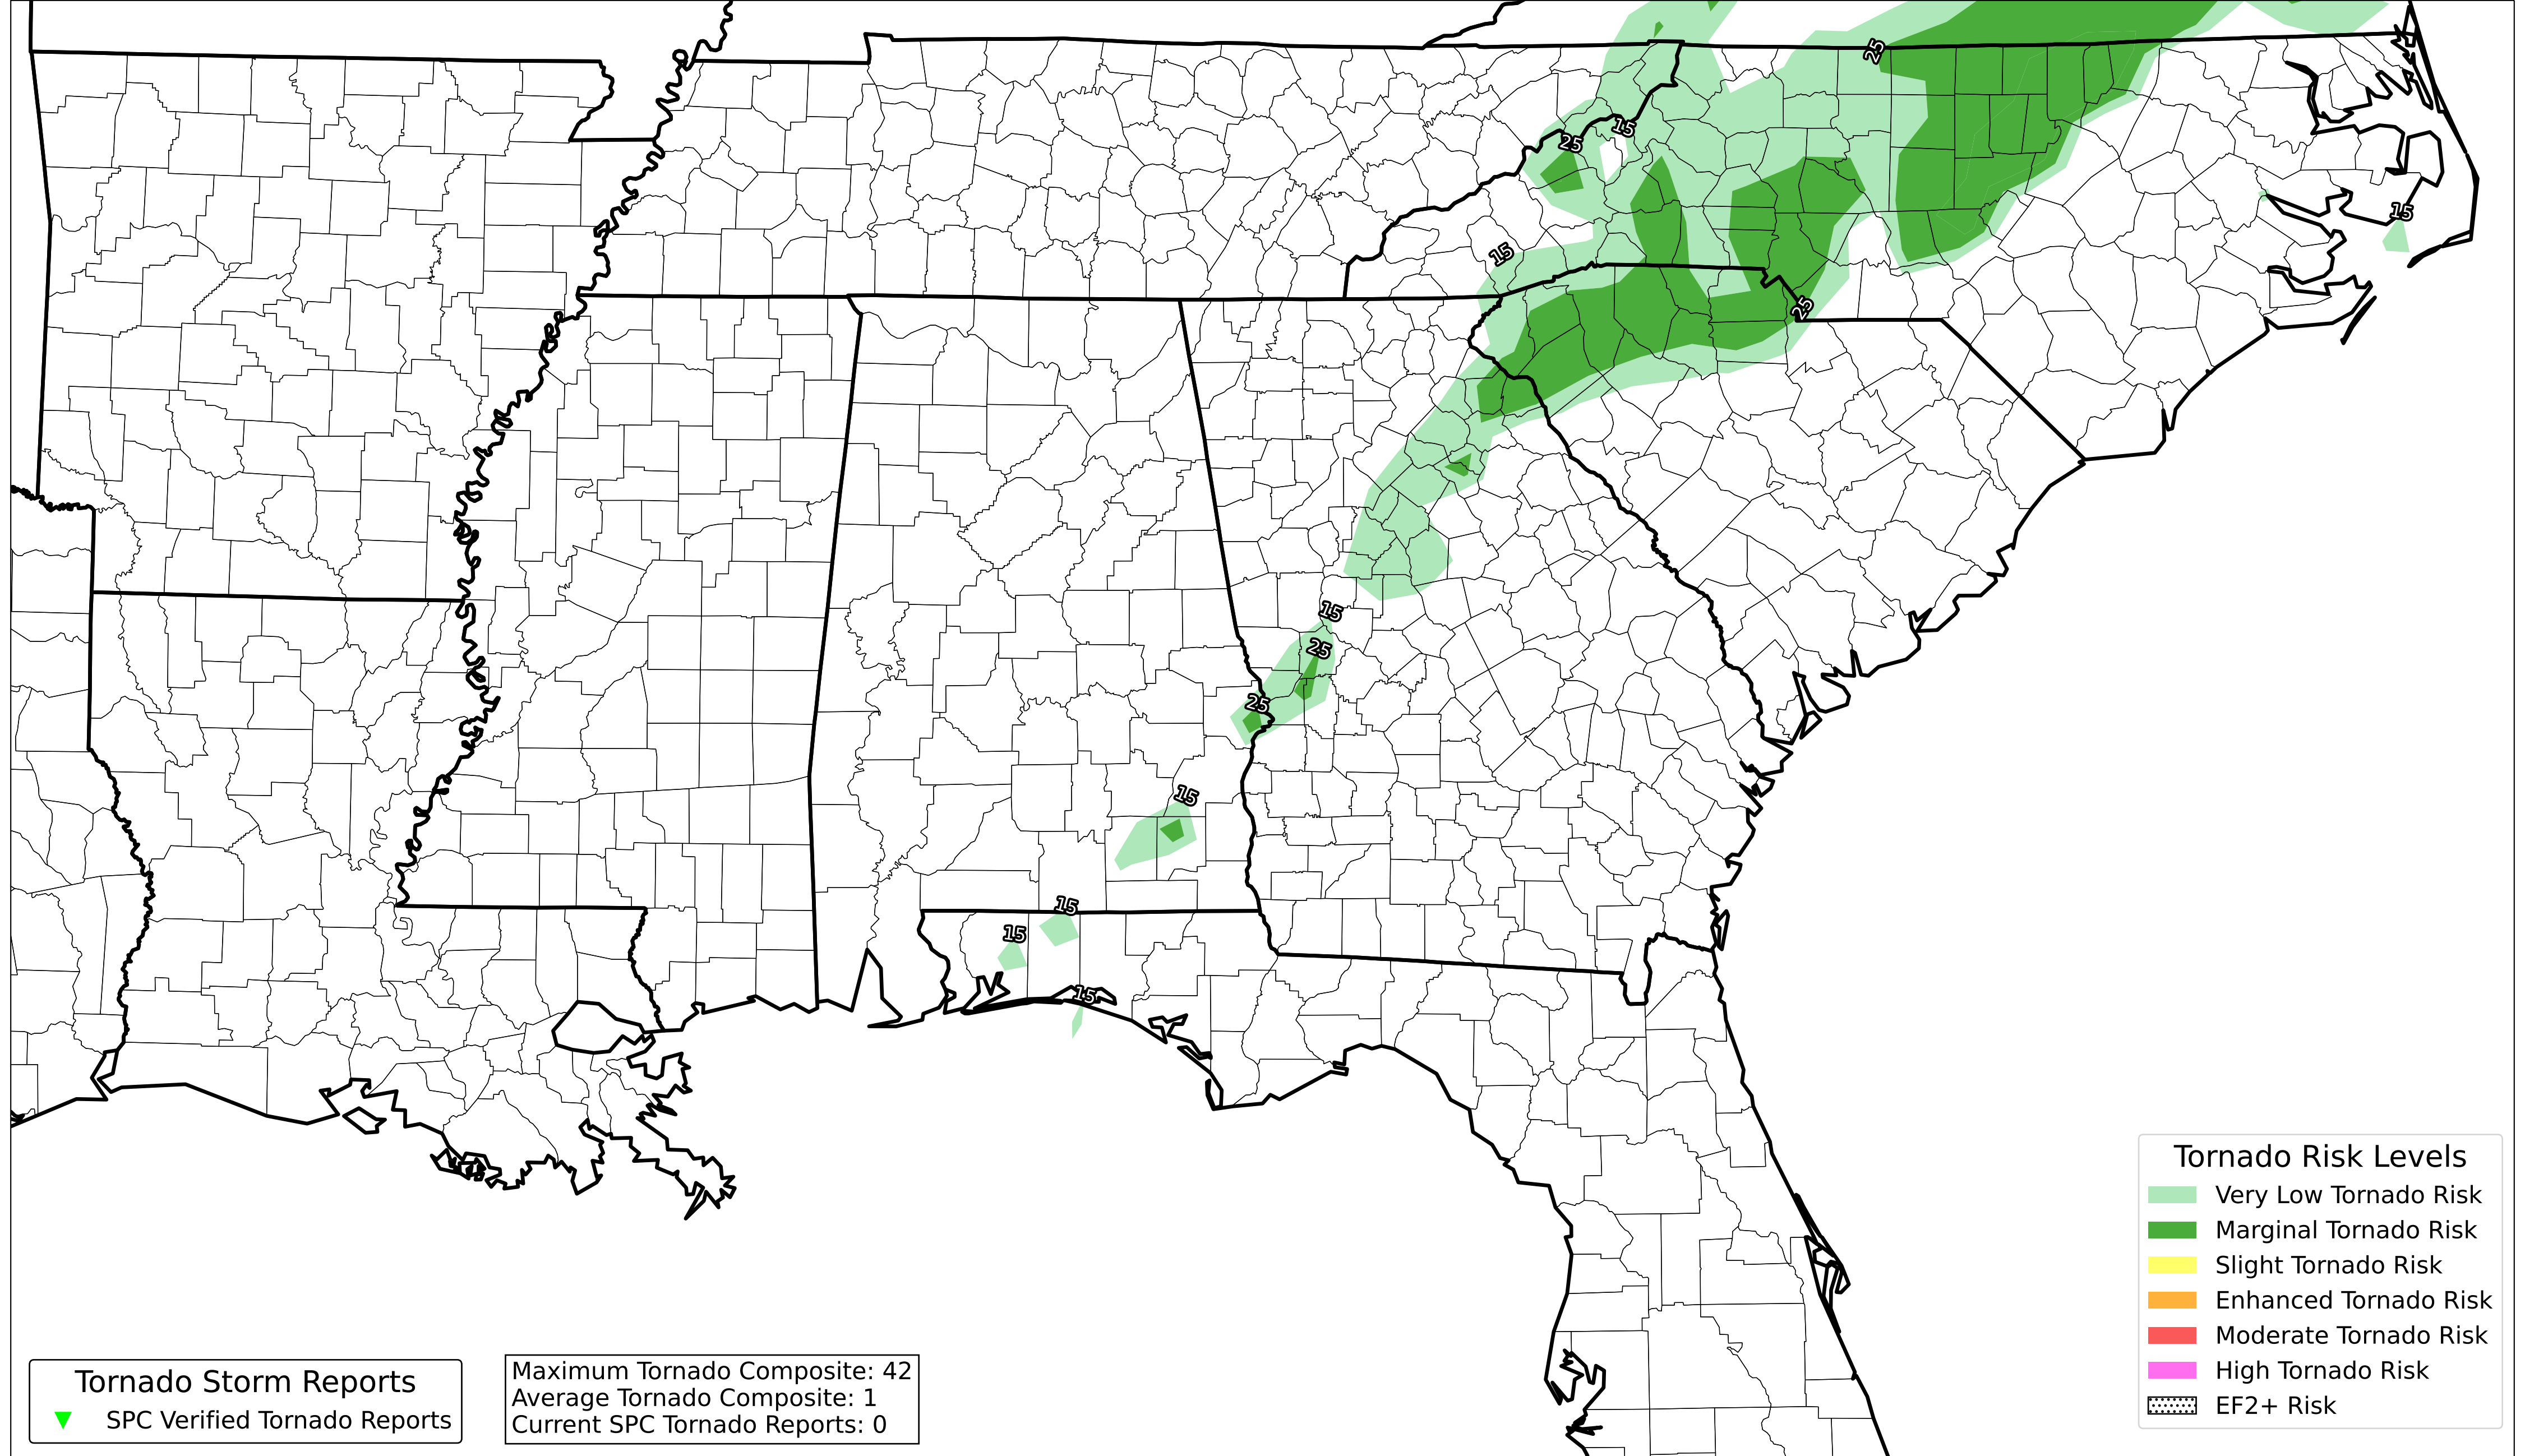 25
15
25
15
15
25
15
25
25
15
15
15
15
Tornado Risk Levels
Very Low Tornado Risk
Marginal Tornado Risk
Slight Tornado Risk
Enhanced Tornado Risk
Moderate Tornado Risk
High Tornado Risk
EF2+ Risk
Tornado Storm Reports
SPC Verified Tornado Reports
Maximum Tornado Composite: 42
Average Tornado Composite: 1
Current SPC Tornado Reports: 0